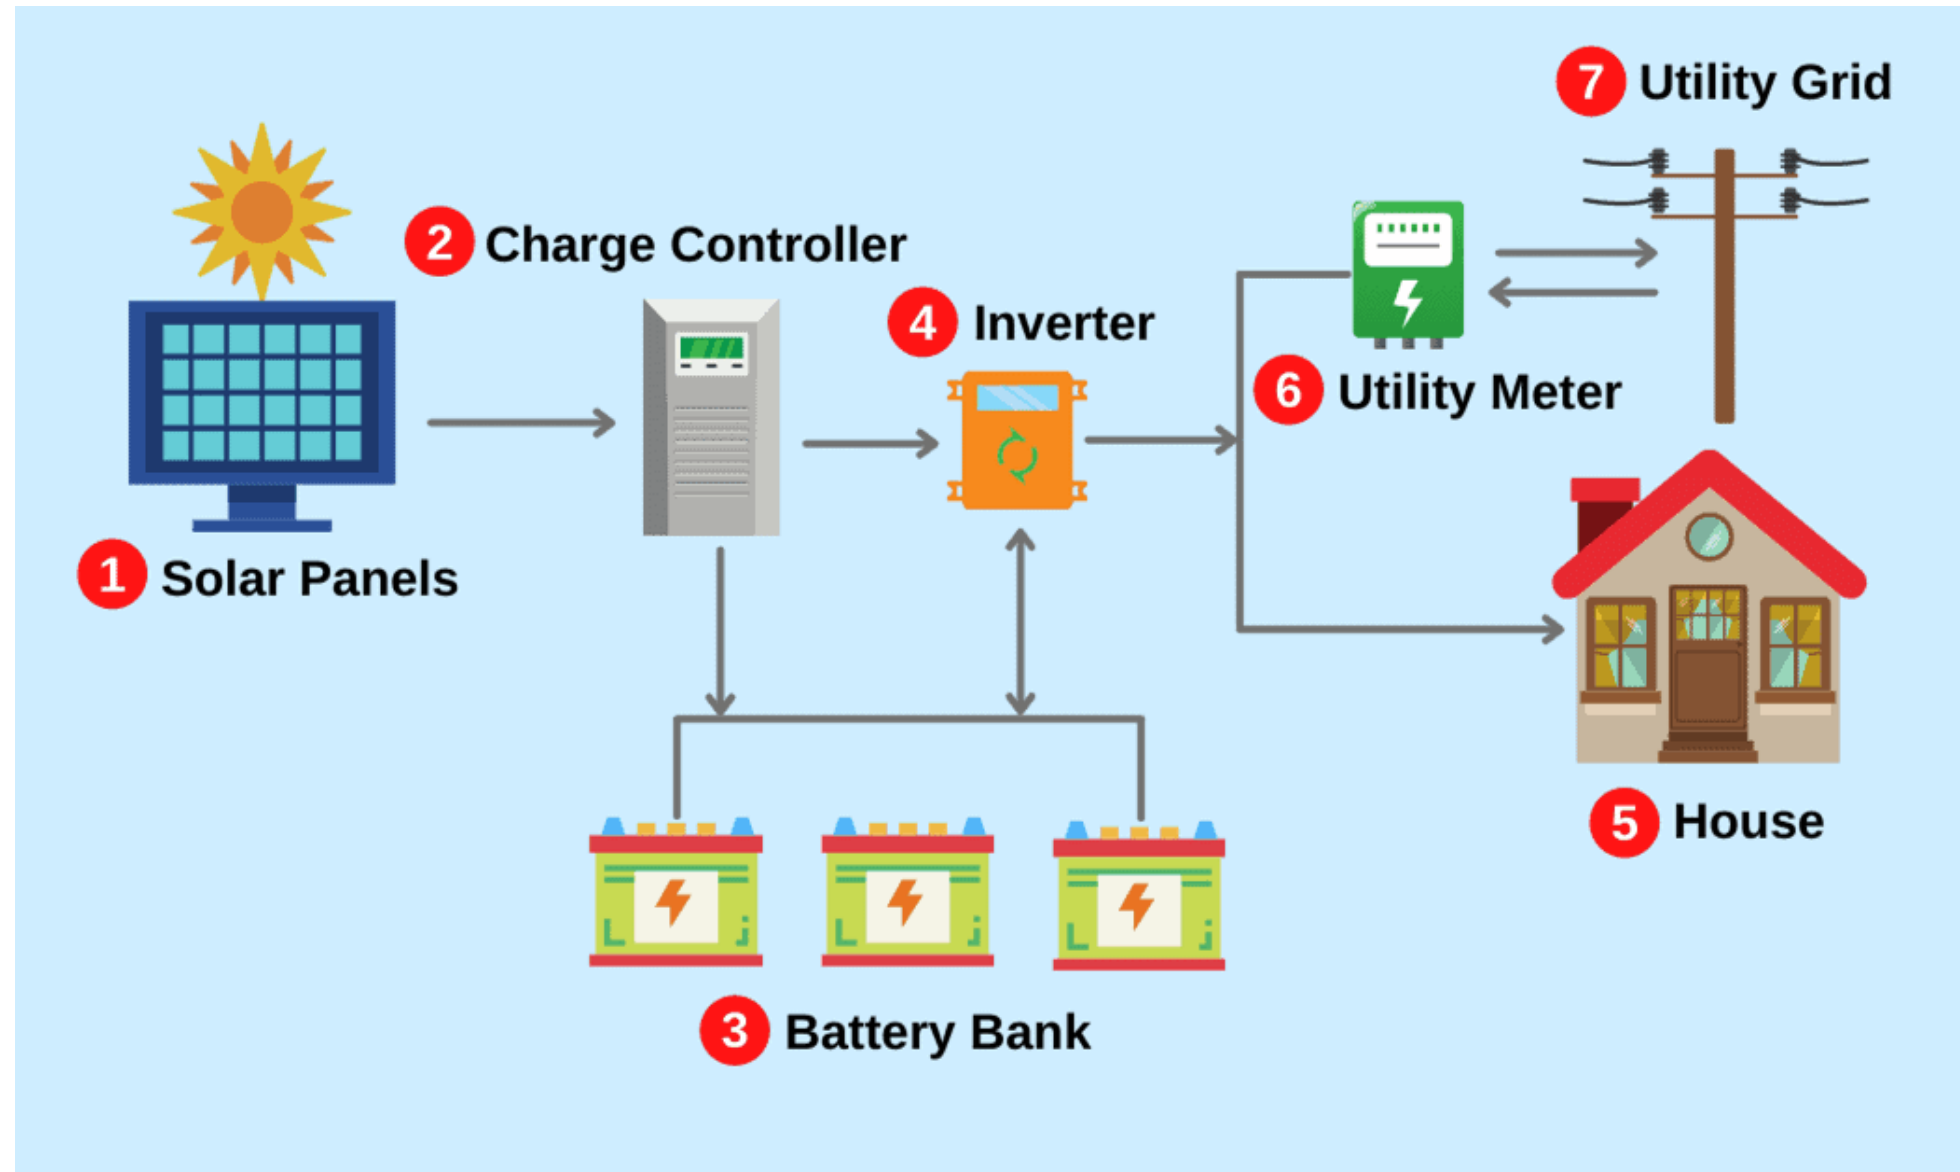 1 Solar Panels
2 Charge Controller
3 Battery Bank
4 Inverter
5 House
6 Utility Meter
7 Utility Grid